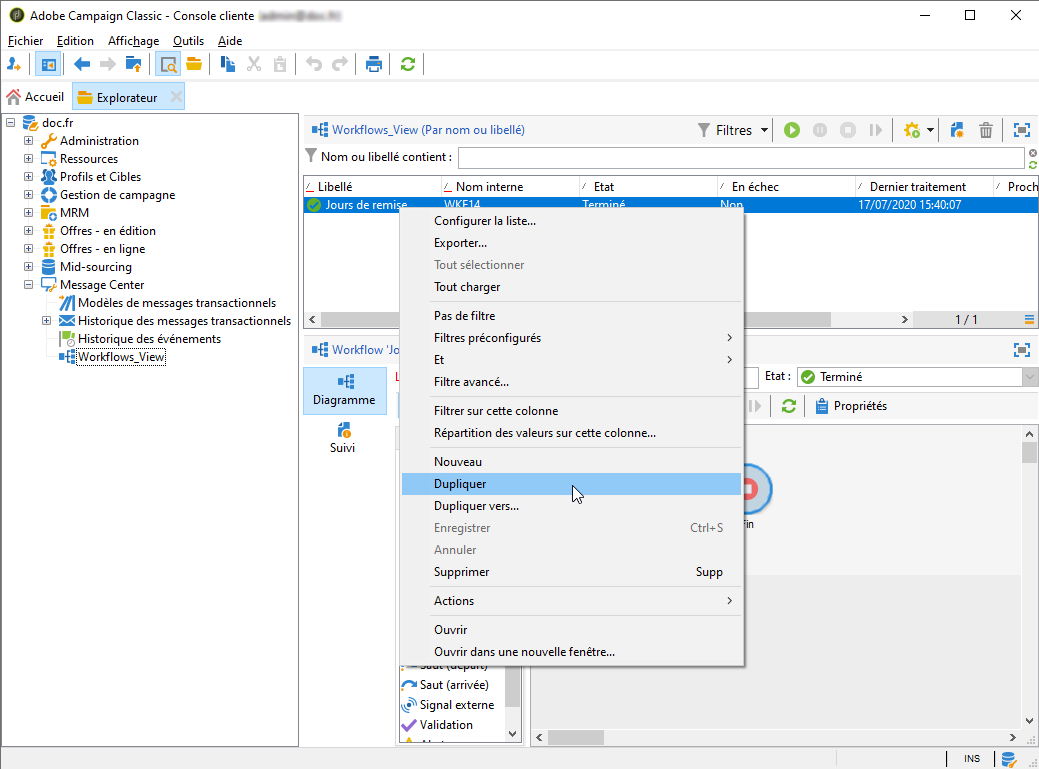 Adobe Campaign Classic - Console cliente
Fichier Edition Affichage Outils Aide
Accueil Explorateur
doc.fr
Administration
Ressources
Profils et Cibles
Gestion de campagne
MRM
Offres - en édition
Offres - en ligne
Mid-sourcing
Message Center
Modèles de messages transactionnels
Historique des messages transactionnels
Historique des événements
Workflows_View
Workflows_View (Par nom ou libellé) Filtres
Nom ou libellé contient :
Libellé Nom interne Etat En échec Dernier traitement Proch
Jours de remise WKF14 Terminé Non 17/07/2020 15:40:07
1 / 1
Configurer la liste...
Exporter...
Tout sélectionner
Tout charger
Pas de filtre
Filtres préconfigurés
Et
Filtre avancé...
Filtrer sur cette colonne
Répartition des valeurs sur cette colonne...
Nouveau
Dupliquer
Dupliquer vers...
Enregistrer Ctrl+S
Annuler
Supprimer Supp
Actions
Ouvrir
Ouvrir dans une nouvelle fenêtre...
Workflow 'Jo
Diagramme
Suivi
Etat : Terminé
Propriétés
Fin
Saut (départ)
Saut (arrivée)
Signal externe
Validation
INS